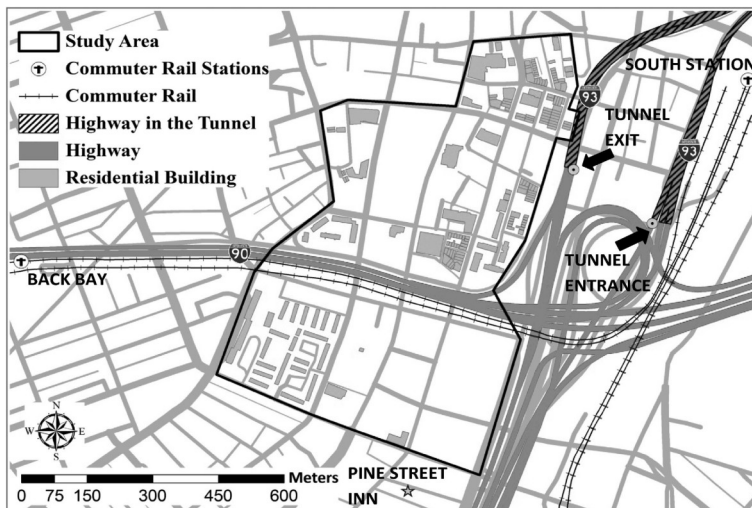 Study Area
Commuter Rail Stations
Commuter Rail
Highway in the Tunnel
Highway
Residential Building
SOUTH STATION
93
TUNNEL
EXIT
93
TUNNEL
ENTRANCE
90
BACK BAY
N
W E
S
Meters
0 75 150 300 450 600
PINE STREET
INN